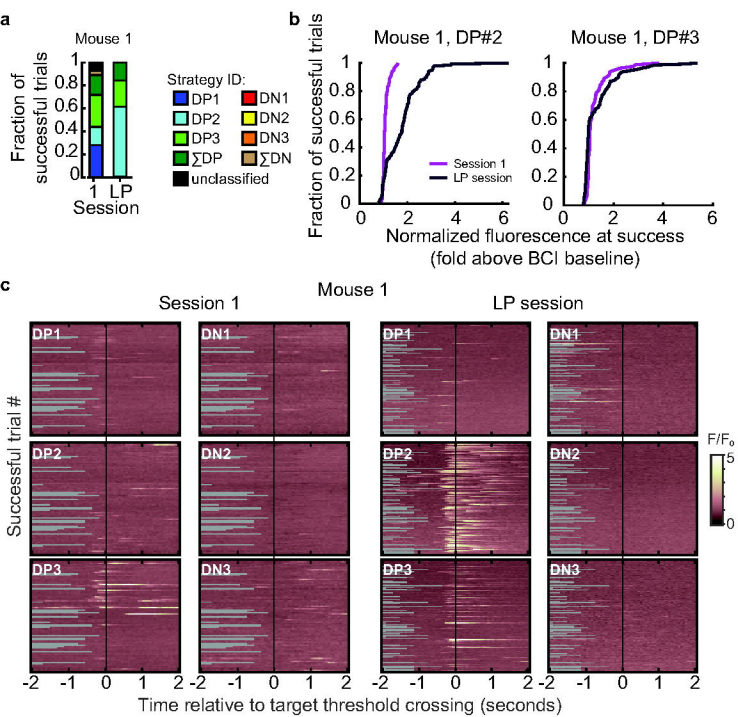 a
Mouse 1
Fraction of
successful trials
1
0.8
0.6
0.4
0.2
0
1 LP
Session
Strategy ID:
DP1
DP2
DP3
∑DP
unclassified
DN1
DN2
DN3
∑DN
b
Fraction of successful trials
Mouse 1, DP#2
1
0.8
0.6
0.4
0.2
0
0 2 4 6
Session 1
LP session
Mouse 1, DP#3
1
0.8
0.6
0.4
0.2
0
0 2 4 6
Normalized fluorescence at success
(fold above BCI baseline)
c
Mouse 1
Session 1
LP session
Successful trial #
DP1
DN1
DP1
DN1
DP2
DN2
DP2
DN2
DP3
DN3
DP3
DN3
F/F₀
5
0
-2 -1 0 1 2
-1 0 1 2
-2 -1 0 1 2
-2 -1 0 1 2
Time relative to target threshold crossing (seconds)